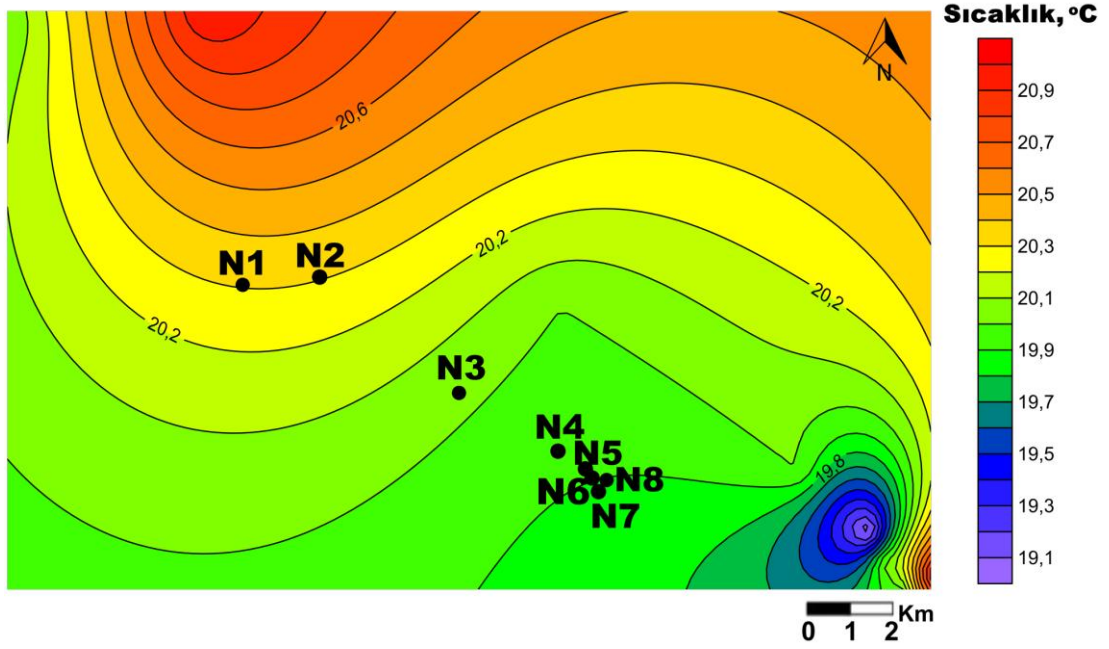 Sıcaklık, °C
N
20,6
20,9
20,7
20,5
20,3
20,1
19,9
19,7
19,5
19,3
19,1
N1
N2
20,2
20,2
20,2
N3
N4
N5
N6
N8
N7
19,8
Km
0 1 2